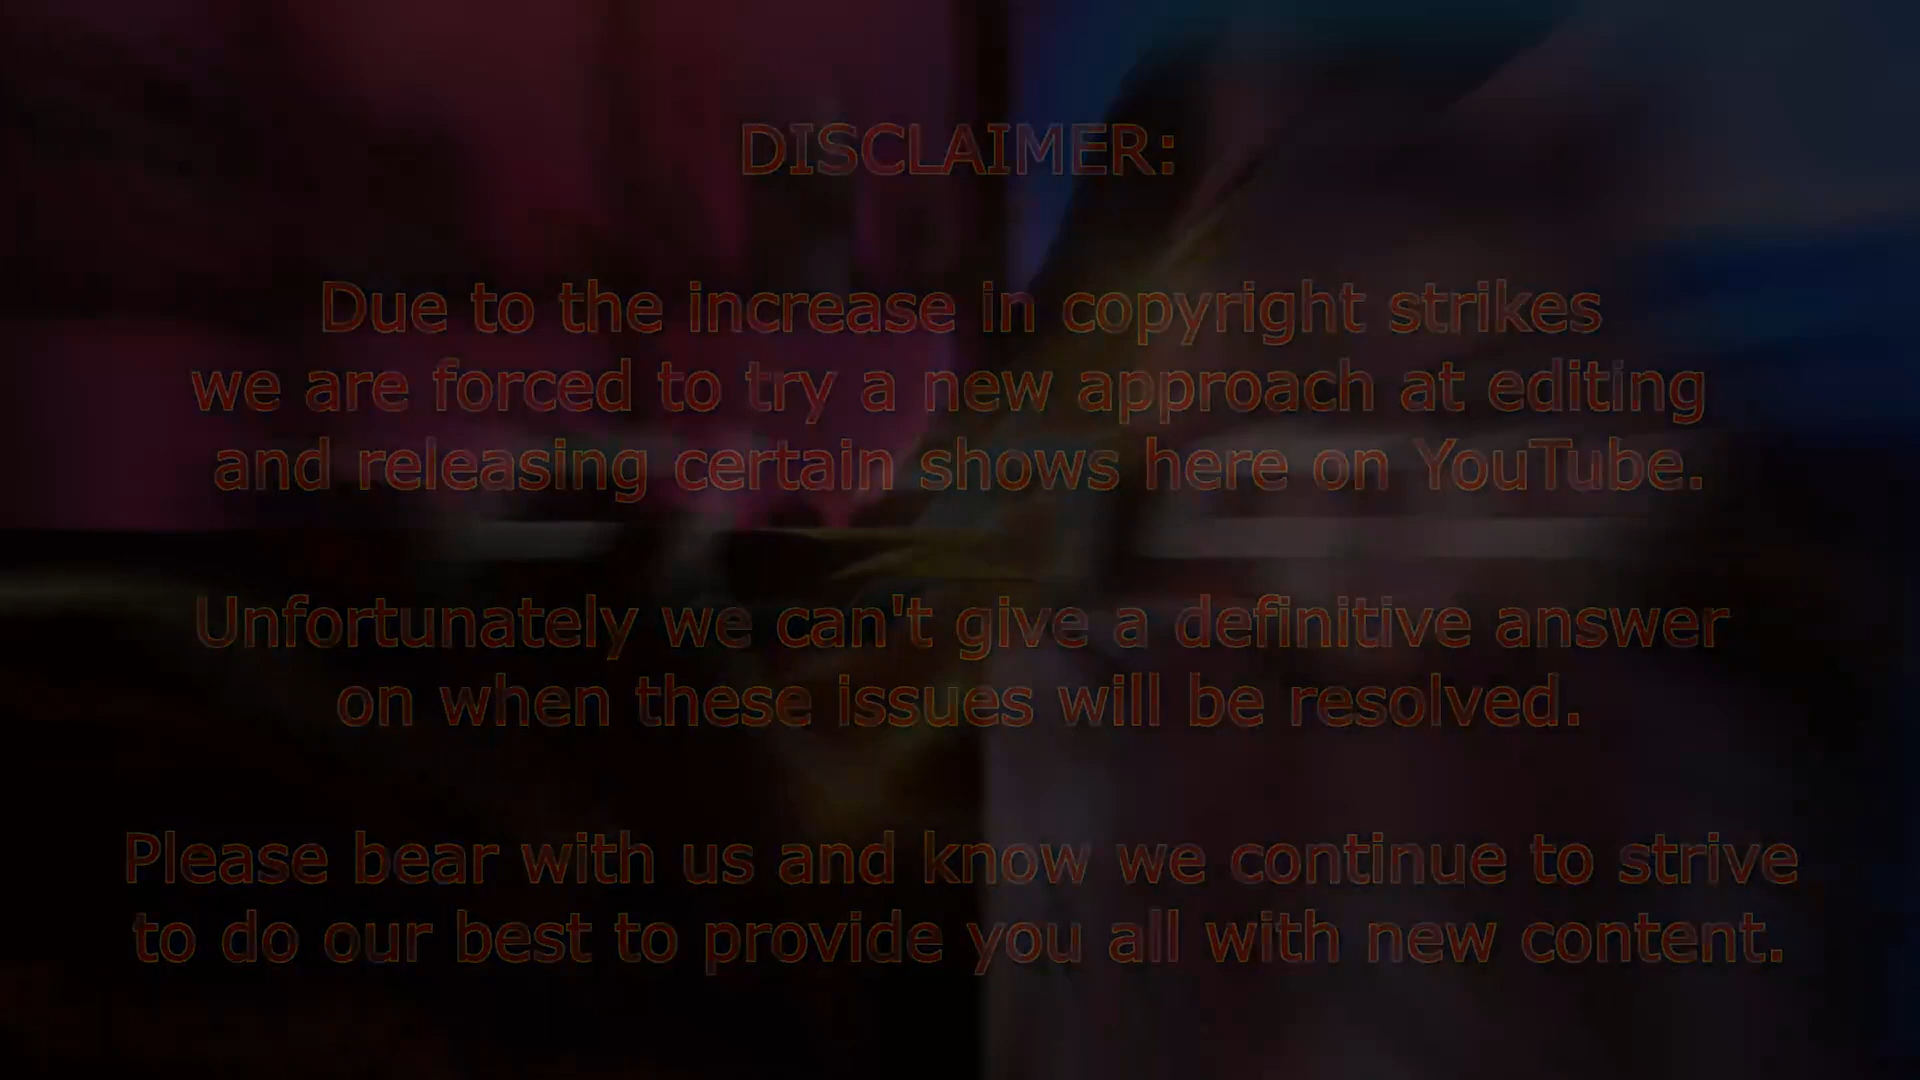 DISCLAIMER:
Due to the increase in copyright strikes
we are forced to try a new approach at editing
and releasing certain shows here on YouTube.
Unfortunately we can't give a definitive answer
on when these issues will be resolved.
Please bear with us and know we continue to strive
to do our best to provide you all with new content.